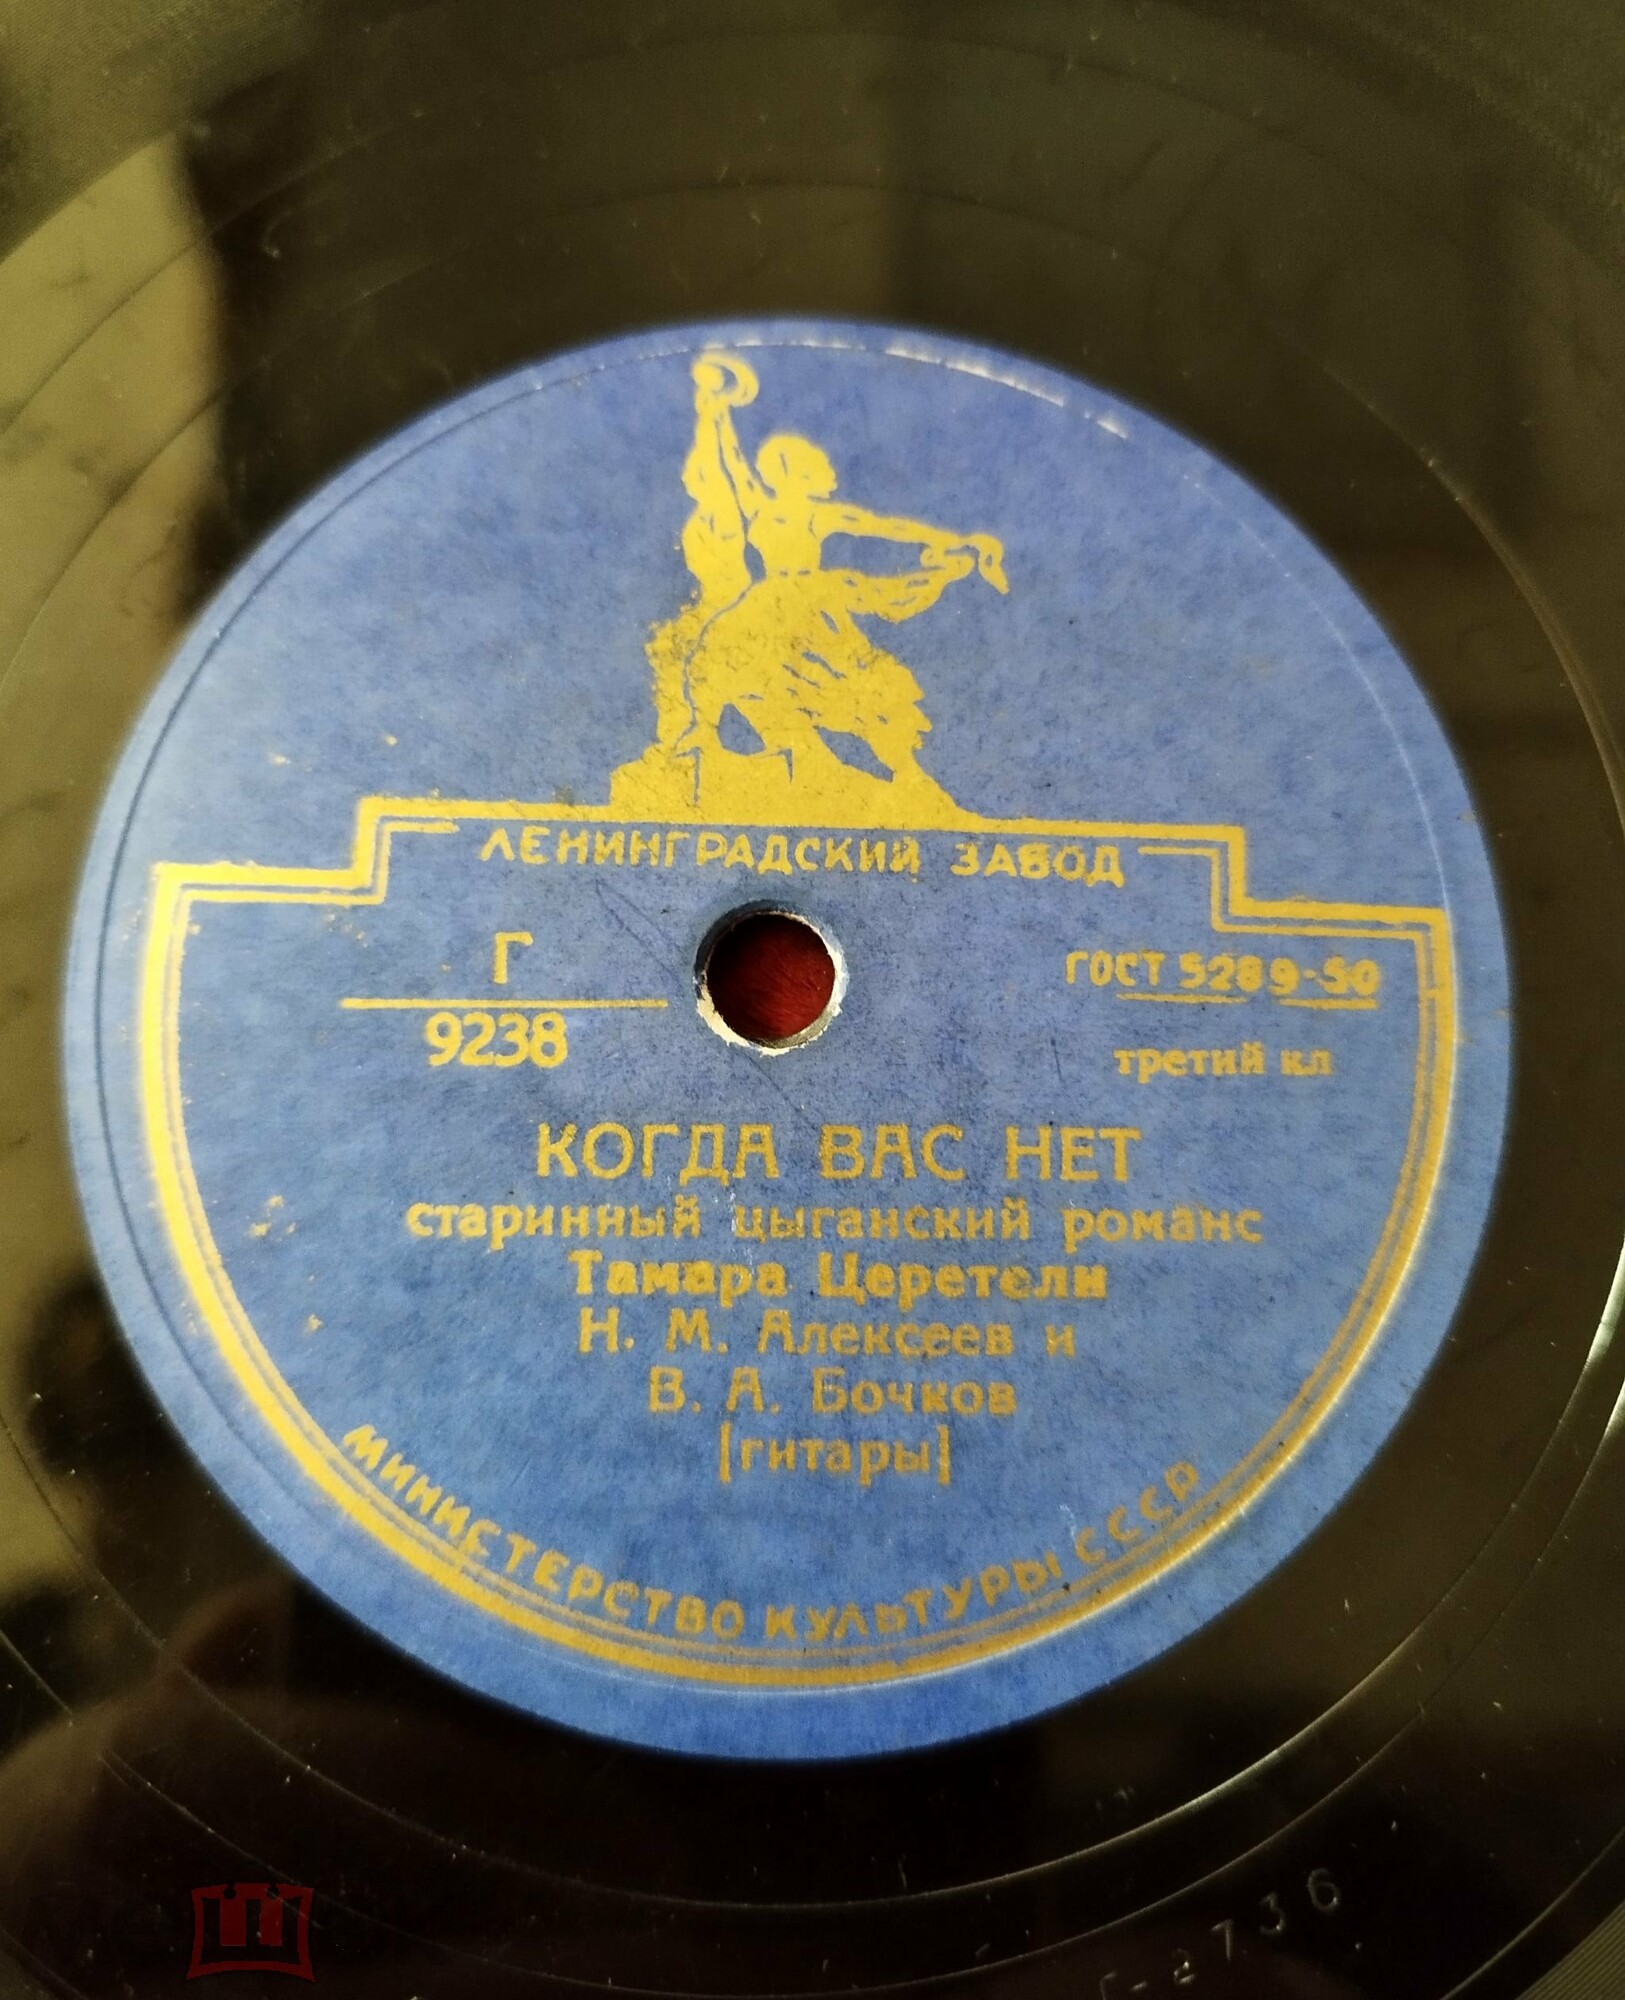 ЛЕНИНГРАДСКИЙ ЗАВОД
Г
9238
ГОСТ 5289-50
третий кл
КОГДА ВАС НЕТ
старинный цыганский романс
Тамара Церетели
Н. М. Алексеев и
В. А. Бочков
[гитары]
МИНИСТЕРСТВО КУЛЬТУРЫ СССР